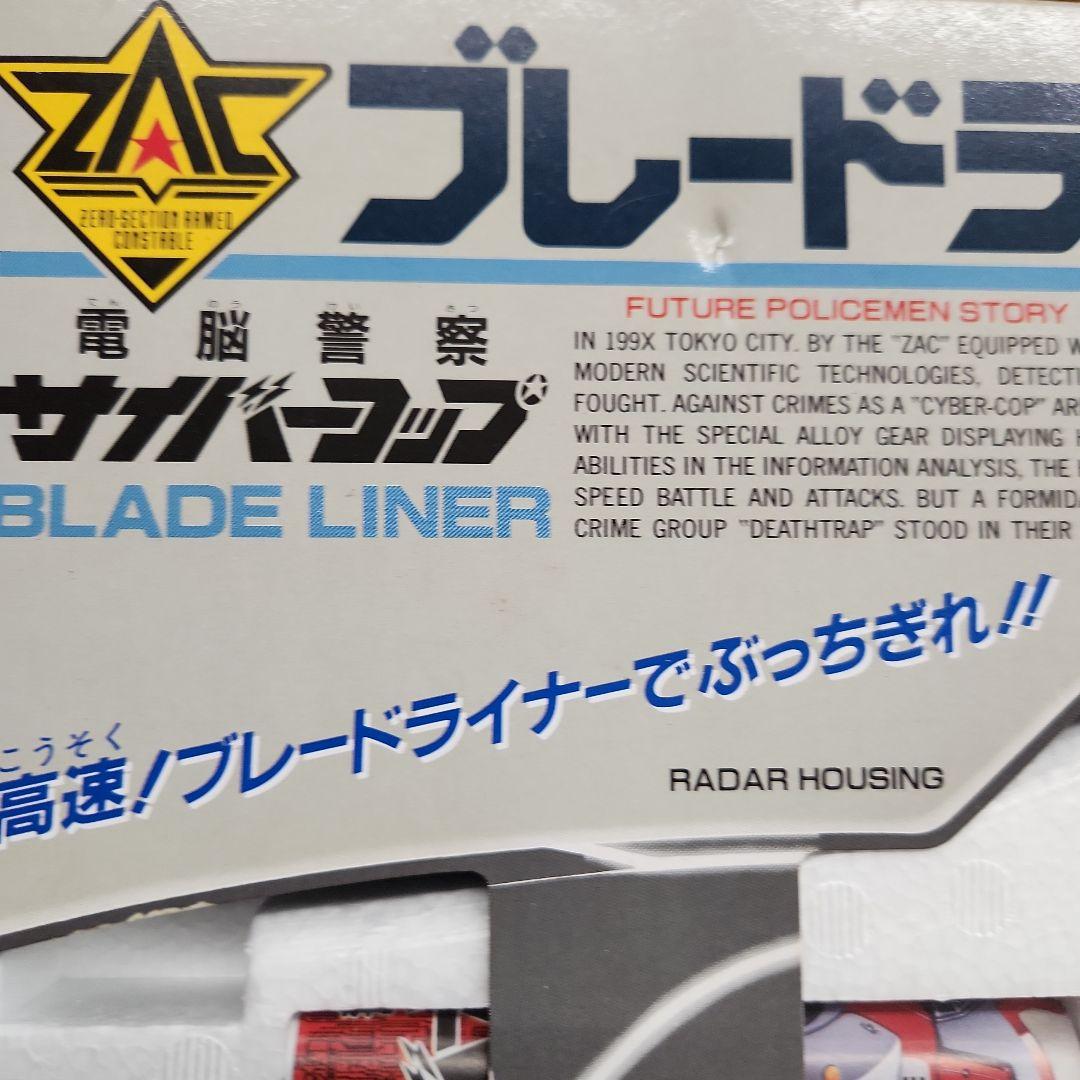 ZAC
ZERO-SECTION ARMED
CONSTABLE
ブレードラ
でんのうけいさつ
電脳警察
サイバーコップ
BLADE LINER
FUTURE POLICEMEN STORY
IN 199X TOKYO CITY. BY THE "ZAC" EQUIPPED
MODERN SCIENTIFIC TECHNOLOGIES, DETECTI
FOUGHT. AGAINST CRIMES AS A "CYBER-COP" AR
WITH THE SPECIAL ALLOY GEAR DISPLAYING
ABILITIES IN THE INFORMATION ANALYSIS, THE
SPEED BATTLE AND ATTACKS. BUT A FORMIDA
CRIME GROUP "DEATHTRAP" STOOD IN THEIR
こうそく
高速!ブレードライナーでぶっちぎれ!!
RADAR HOUSING